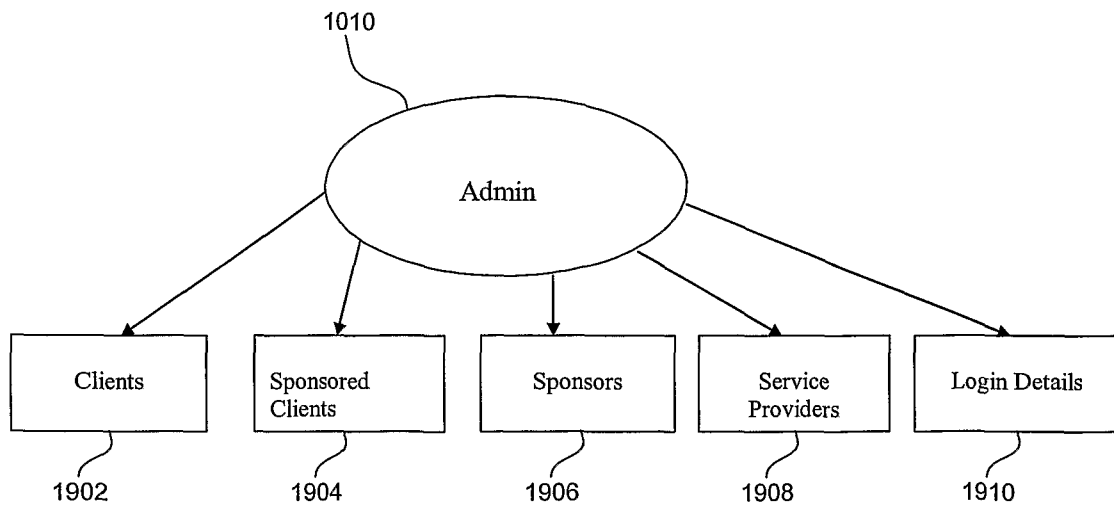 1010
Admin
Clients
Sponsored
Clients
Sponsors
Service
Providers
Login Details
1902
1904
1906
1908
1910